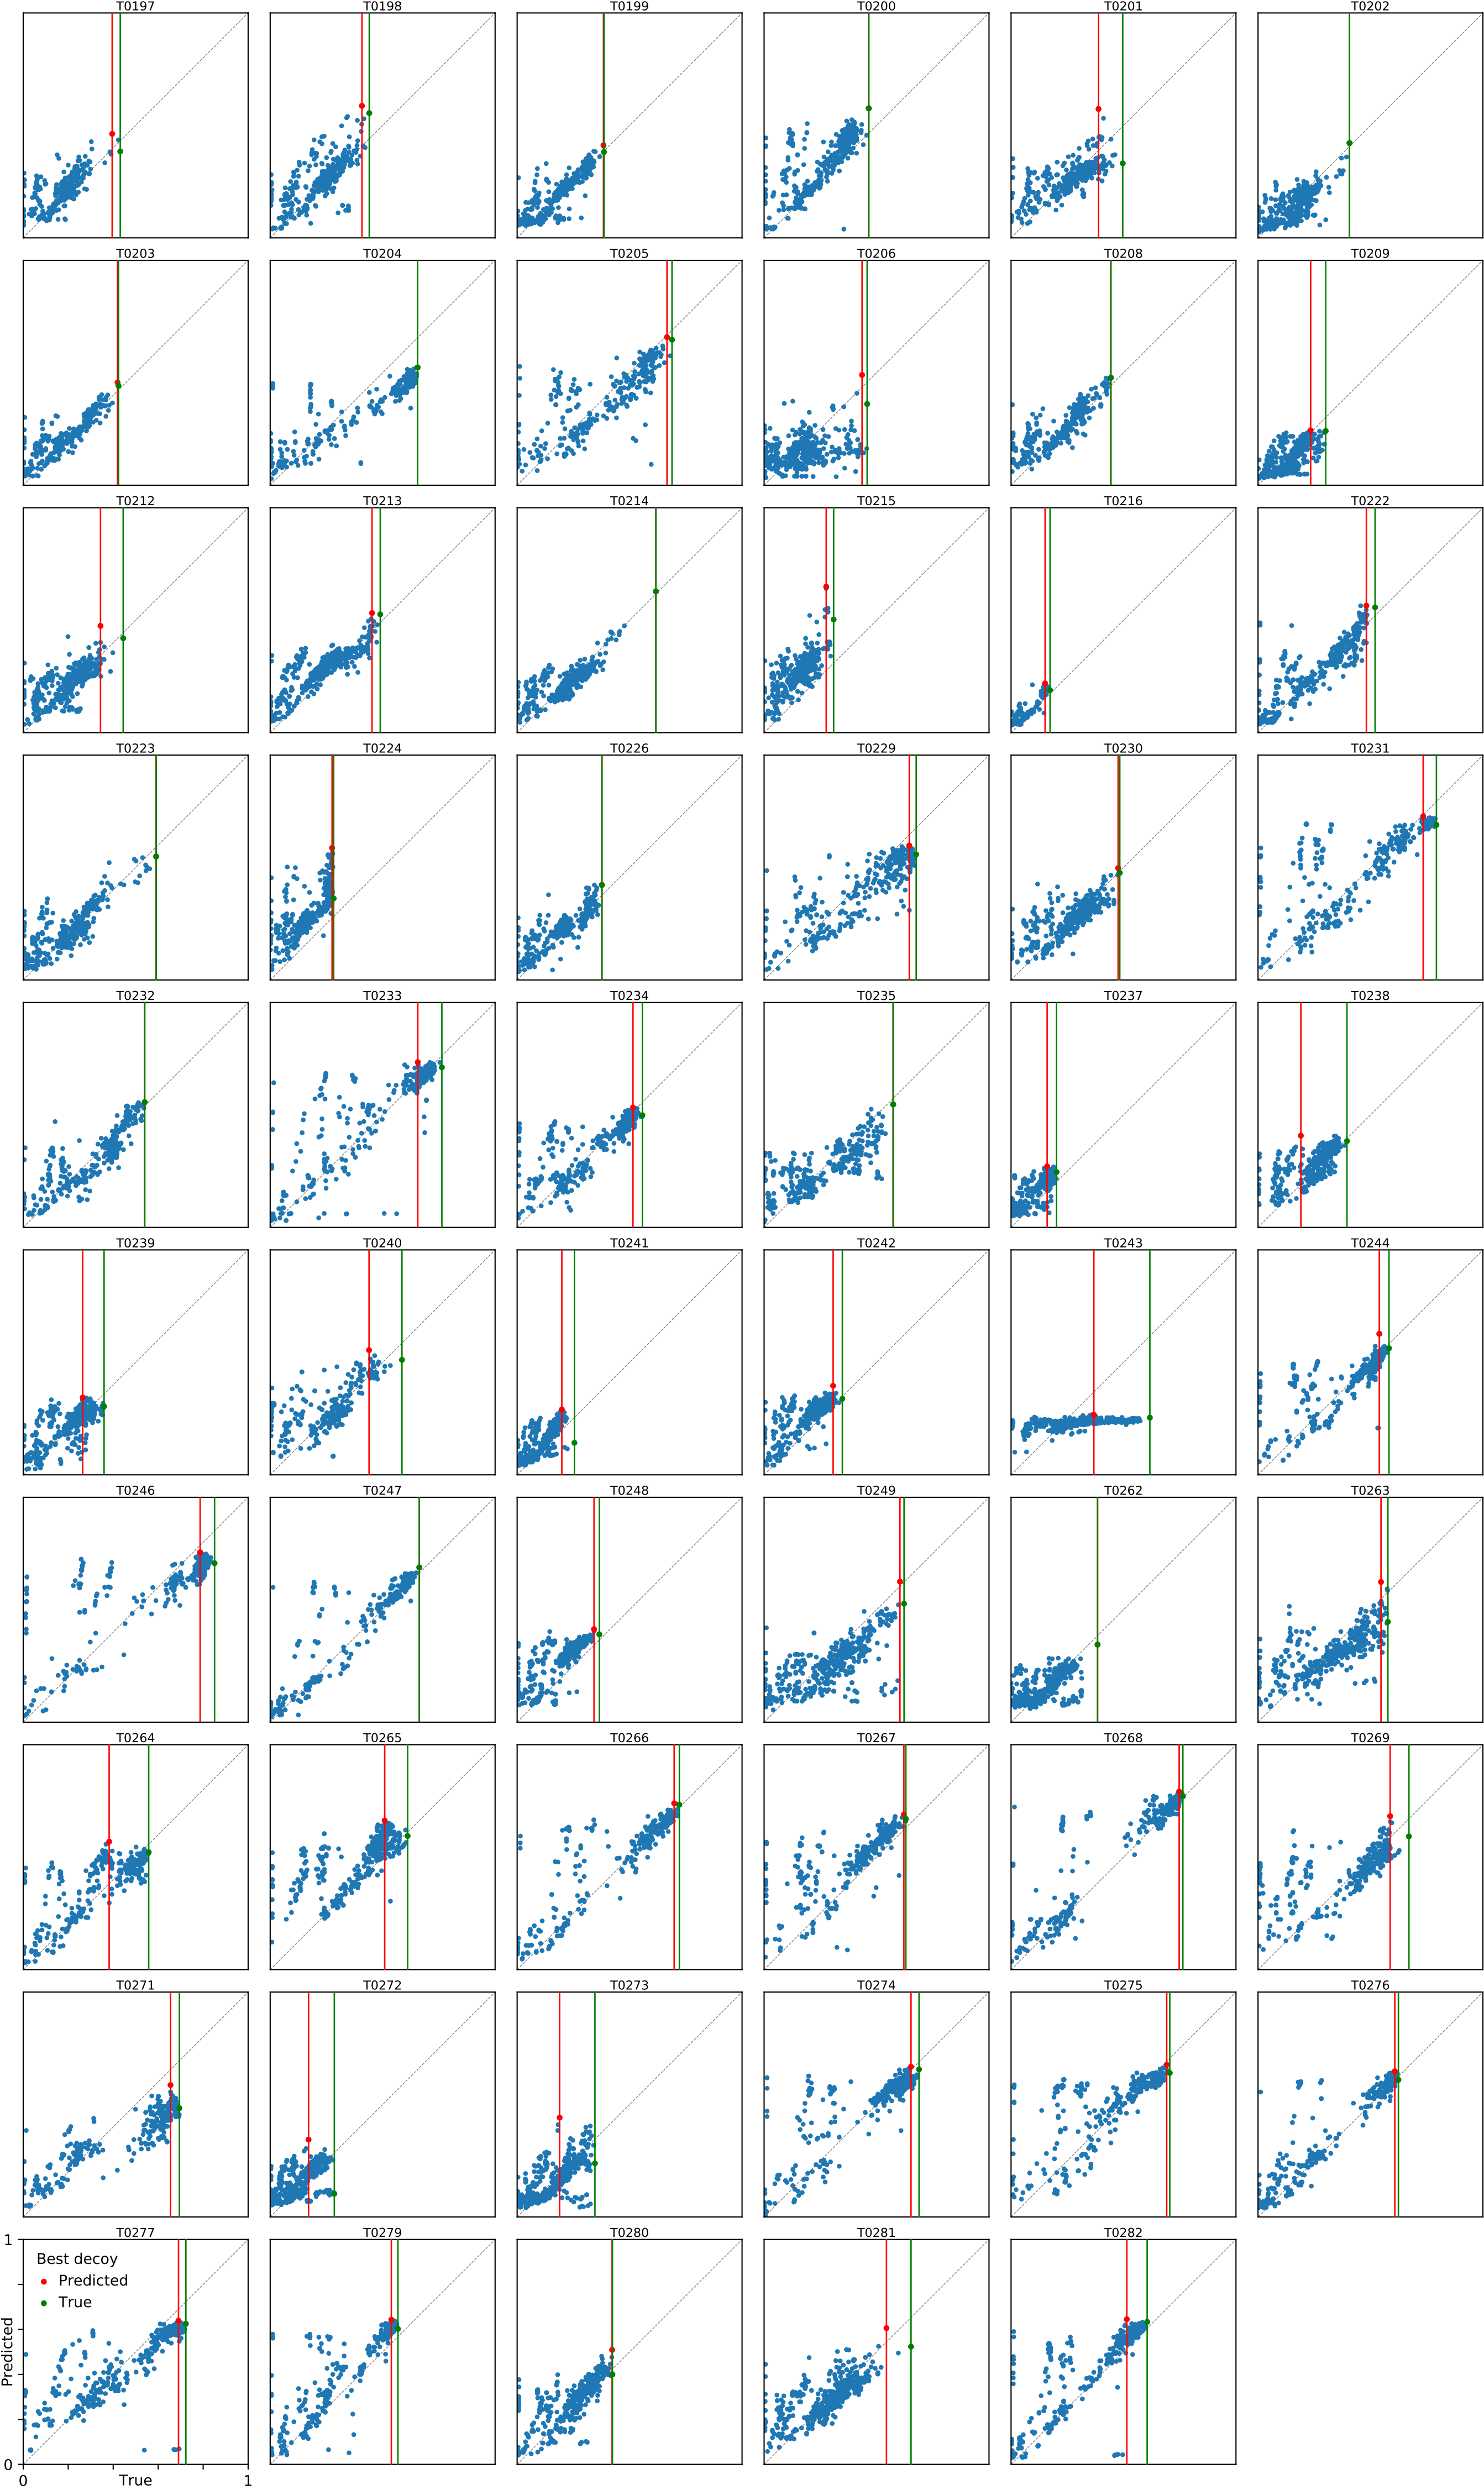 T0197 T0198 T0199 T0200 T0201 T0202
T0203 T0204 T0205 T0206 T0208 T0209
T0212 T0213 T0214 T0215 T0216 T0222
T0223 T0224 T0226 T0229 T0230 T0231
T0232 T0233 T0234 T0235 T0237 T0238
T0239 T0240 T0241 T0242 T0243 T0244
T0246 T0247 T0248 T0249 T0262 T0263
T0264 T0265 T0266 T0267 T0268 T0269
T0271 T0272 T0273 T0274 T0275 T0276
T0277 T0279 T0280 T0281 T0282
1
Best decoy
Predicted
True
Predicted
0
0 True 1